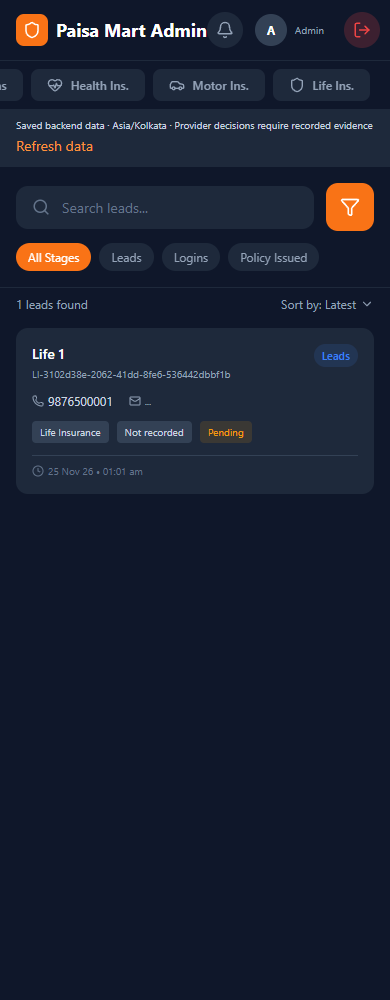 Paisa Mart Admin
A
Admin
Health Ins.
Motor Ins.
Life Ins.
Saved backend data · Asia/Kolkata · Provider decisions require recorded evidence
Refresh data
Search leads...
All Stages
Leads
Logins
Policy Issued
1 leads found
Sort by: Latest
Life 1
Leads
LI-3102d38e-2062-41dd-8fe6-536442dbbf1b
9876500001
...
Life Insurance
Not recorded
Pending
25 Nov 26 • 01:01 am